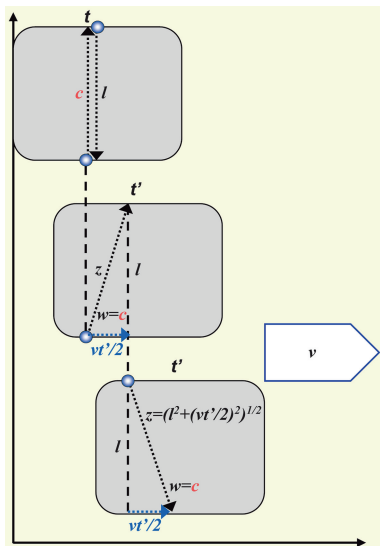 t
c l
t'
z l
w=c
vt'/2
v
t'
z=(l²+(vt'/2)²)^{1/2}
l
w=c
vt'/2